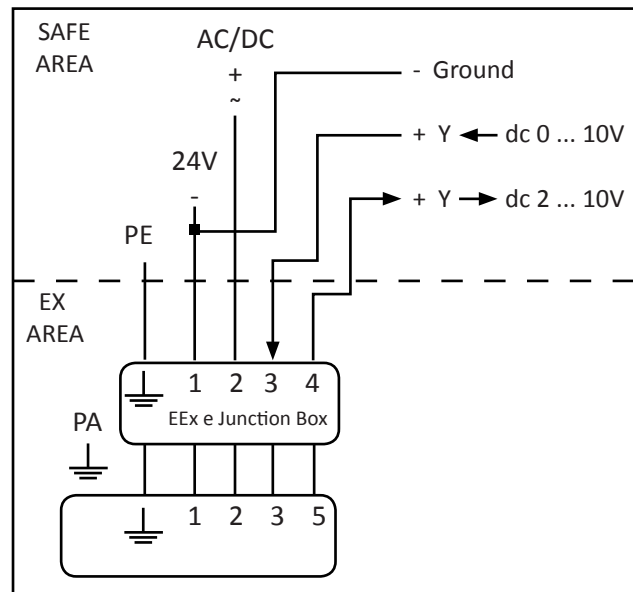 SAFE
AREA
AC/DC
+
~
- Ground
+ Y dc 0 ... 10V
24V
-
+ Y dc 2 ... 10V
PE
EX
AREA
1 2 3 4
EEx e Junction Box
PA
1 2 3 5